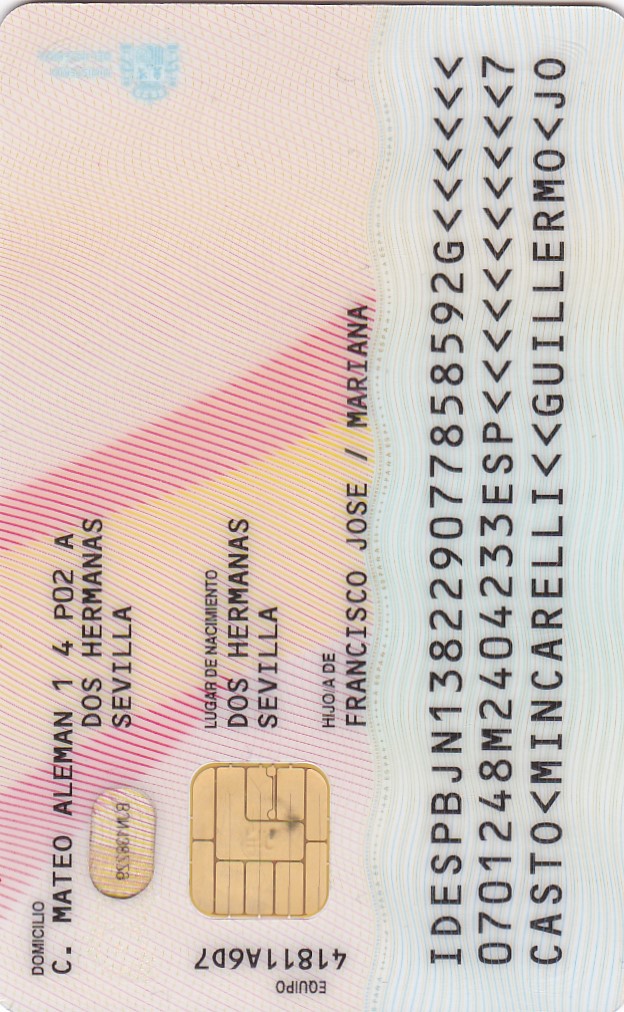 DOMICILIO
C. MATEO ALEMAN 1 4 P02 A
DOS HERMANAS
SEVILLA
BJN138229
LUGAR DE NACIMIENTO
DOS HERMANAS
SEVILLA
EQUIPO
41811A6D7
HIJO/A DE
FRANCISCO JOSE / MARIANA
IDESPBJN138229077858592G<<<<<<
0701248M2404233ESP<<<<<<<<<<<7
CASTO<MINCARELLI<<GUILLERMO<JO